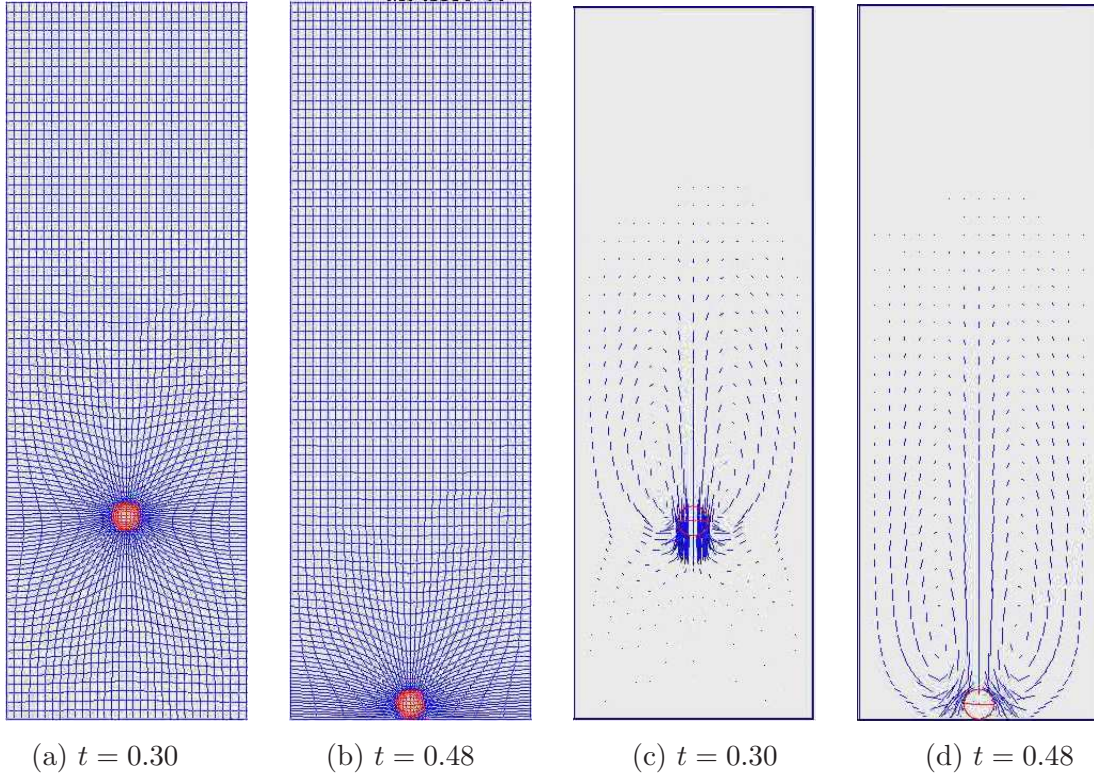 (a) t = 0.30
(b) t = 0.48
(c) t = 0.30
(d) t = 0.48